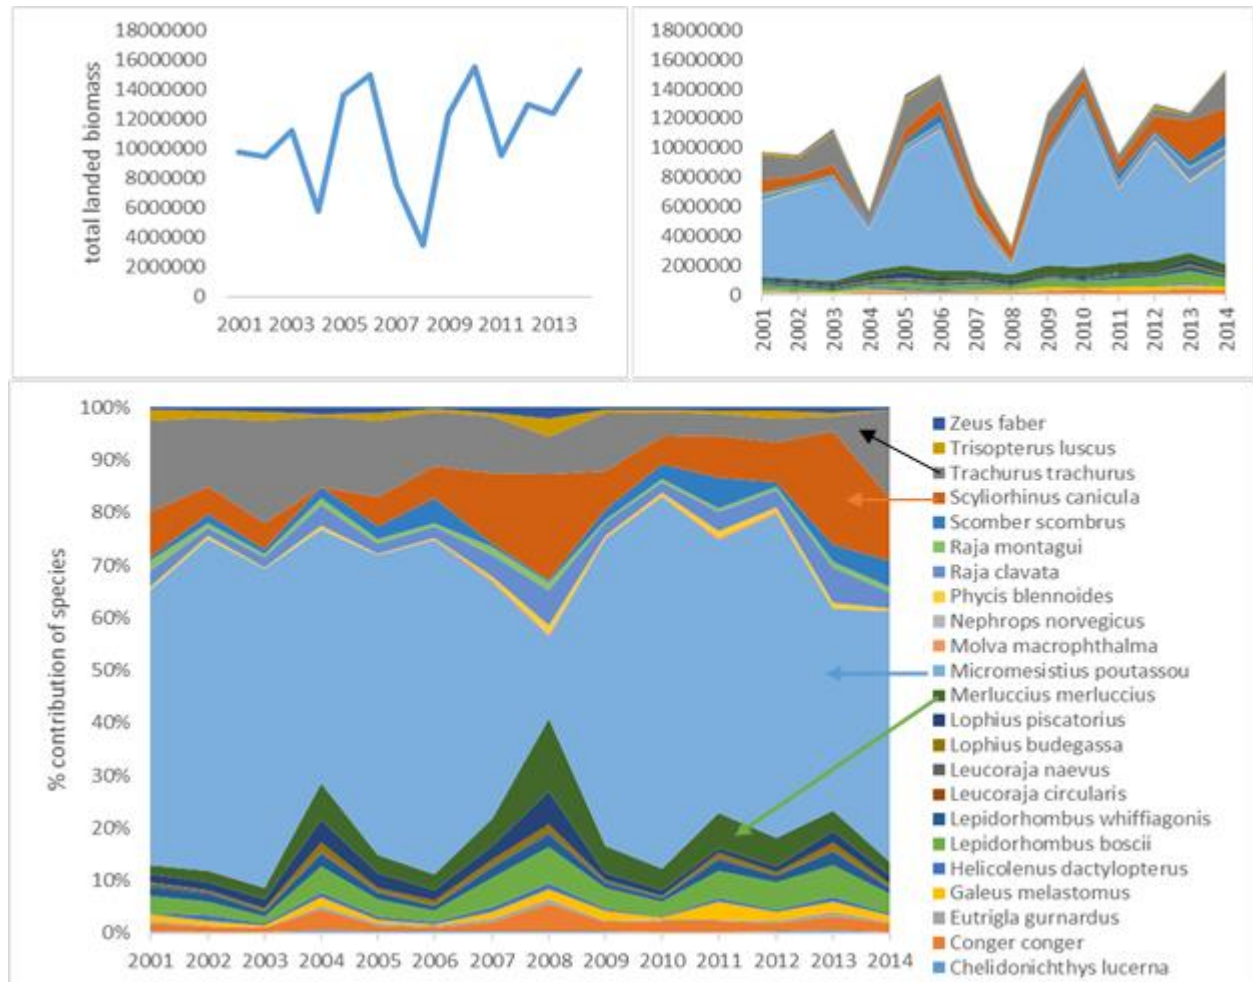 total landed biomass
18000000
16000000
14000000
12000000
10000000
8000000
6000000
4000000
2000000
0
2001 2003 2005 2007 2009 2011 2013
18000000
16000000
14000000
12000000
10000000
8000000
6000000
4000000
2000000
0
2001 2002 2003 2004 2005 2006 2007 2008 2009 2010 2011 2012 2013 2014
% contribution of species
100%
90%
80%
70%
60%
50%
40%
30%
20%
10%
0%
2001 2002 2003 2004 2005 2006 2007 2008 2009 2010 2011 2012 2013 2014
Zeus faber
Trisopterus luscus
Trachurus trachurus
Scyliorhinus canicula
Scomber scombrus
Raja montagui
Raja clavata
Phycis blennoides
Nephrops norvegicus
Molva macrophthalma
Micromesistius poutassou
Merluccius merluccius
Lophius piscatorius
Lophius budegassa
Leucoraja naevus
Leucoraja circularis
Lepidorhombus whiffiagonis
Lepidorhombus boscii
Helicolenus dactylopterus
Galeus melastomus
Eutrigla gurnardus
Conger conger
Chelidonichthys lucerna